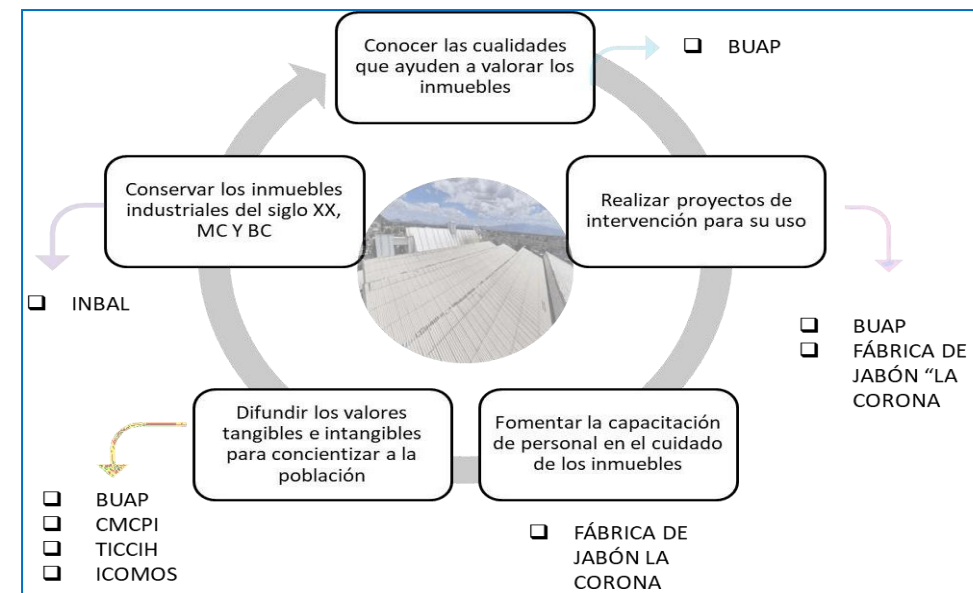 Conocer las cualidades
que ayuden a valorar los
inmuebles
BUAP
Realizar proyectos de
intervención para su uso
BUAP
FÁBRICA DE
JABÓN “LA
CORONA
Fomentar la capacitación
de personal en el cuidado
de los inmuebles
FÁBRICA DE
JABÓN LA
CORONA
Difundir los valores
tangibles e intangibles
para concientizar a la
población
BUAP
CMCPI
TICCIH
ICOMOS
Conservar los inmuebles
industriales del siglo XX,
MC Y BC
INBAL